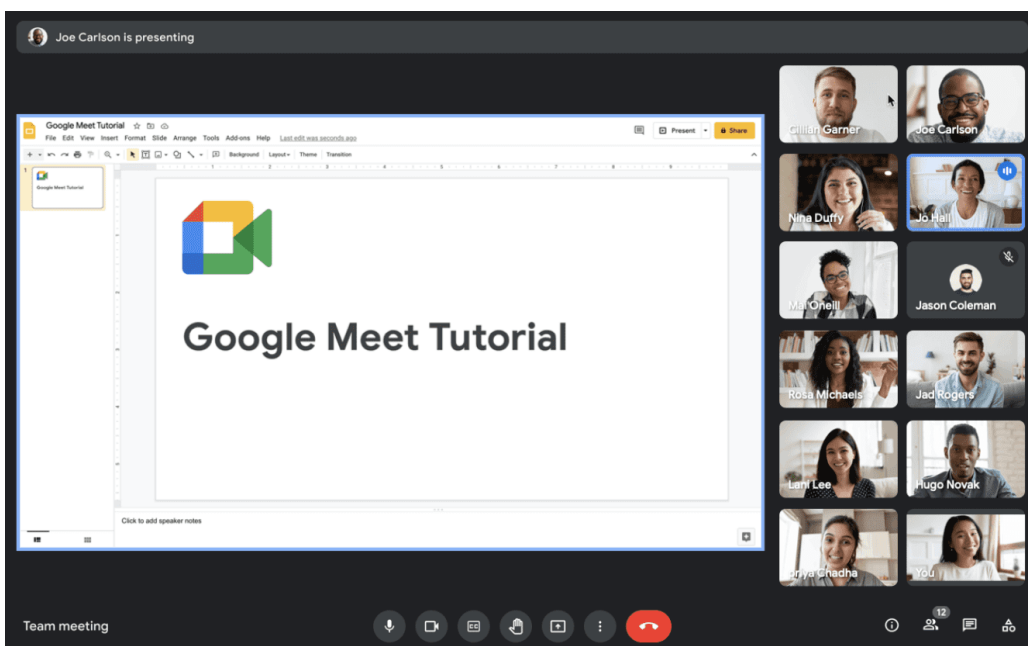 Joe Carlson is presenting
Google Meet Tutorial
File Edit View Insert Format Slide Arrange Tools Add-ons Help Last edit was seconds ago
Present
Share
Background Layout Theme Transition
1 Google Meet Tutorial
Google Meet Tutorial
Click to add speaker notes
Gillian Garner
Joe Carlson
Nina Duffy
Jo Hall
Mai Oneill
Jason Coleman
Rosa Michaels
Jad Rogers
Lani Lee
Hugo Novak
Chadha
You
Team meeting
12